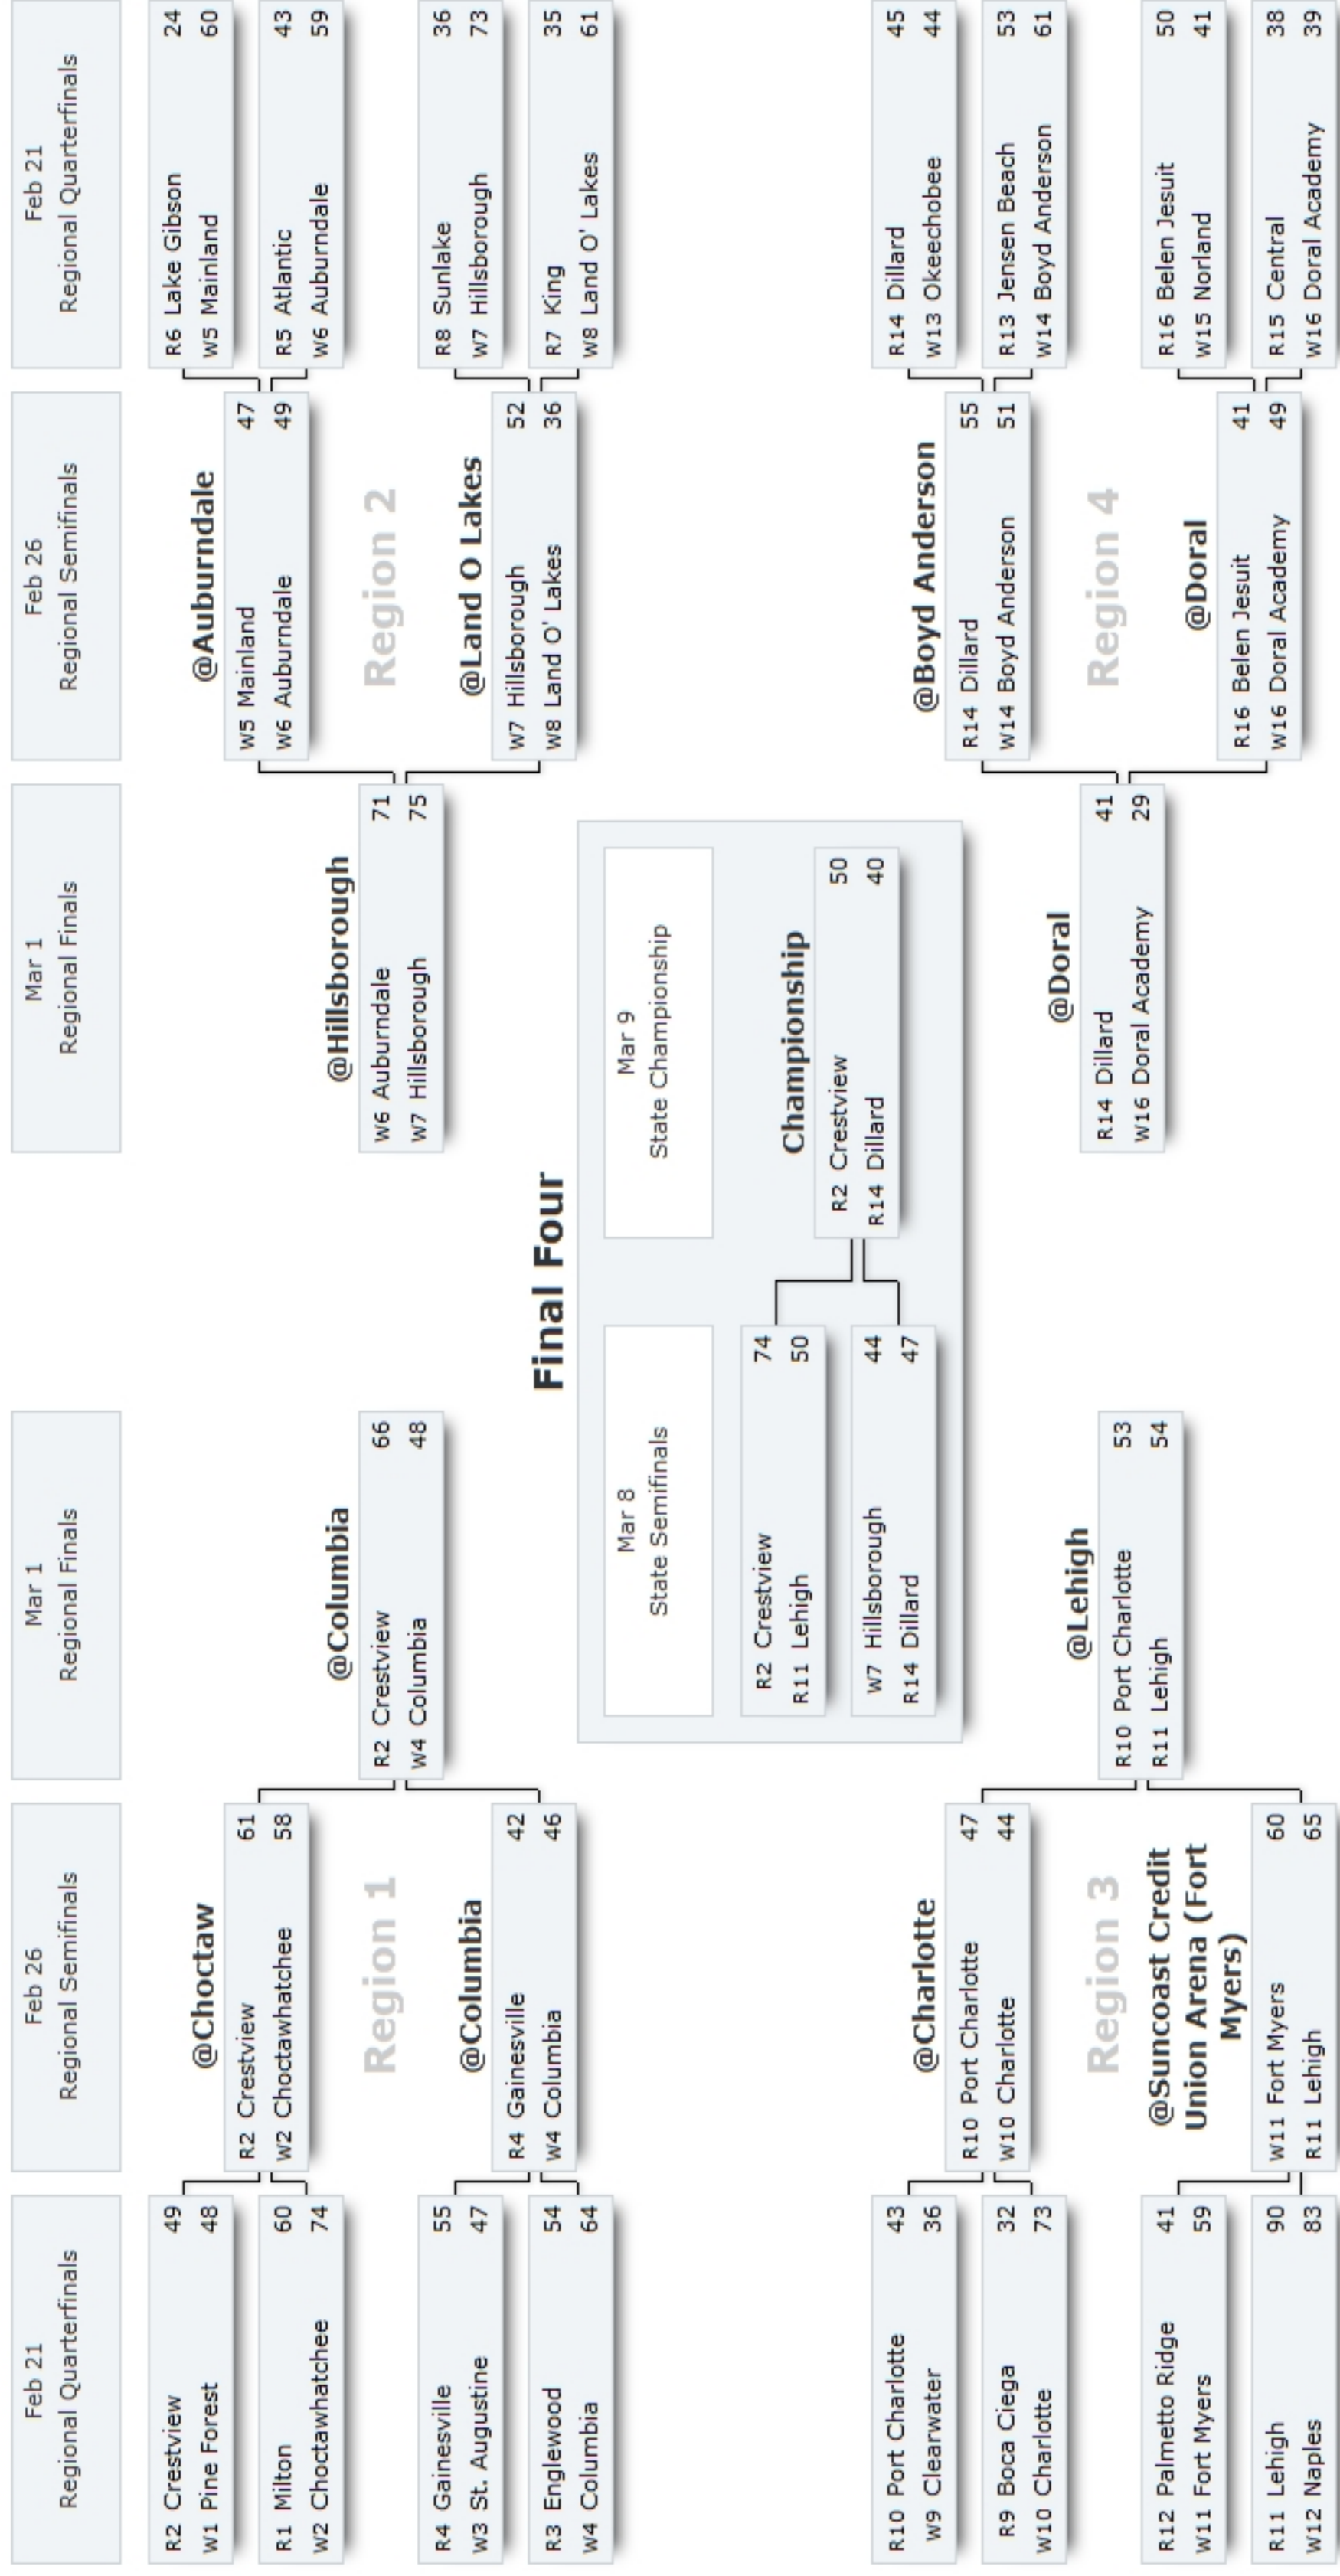 Feb 21
Regional Quarterfinals
Feb 26
Regional Semifinals
Mar 1
Regional Finals
Mar 1
Regional Finals
Feb 26
Regional Semifinals
Feb 21
Regional Quarterfinals
R2 Crestview 49
W1 Pine Forest 48
R1 Milton 60
W2 Choctawhatchee 74
R4 Gainesville 55
W3 St. Augustine 47
R3 Englewood 54
W4 Columbia 64
@Choctaw
R2 Crestview 61
W2 Choctawhatchee 58
Region 1
@Columbia
R4 Gainesville 42
W4 Columbia 46
@Columbia
R2 Crestview 66
W4 Columbia 48
@Hillsborough
W6 Auburndale 71
W7 Hillsborough 75
@Auburndale
W5 Mainland 47
W6 Auburndale 49
Region 2
@Land O Lakes
W7 Hillsborough 52
W8 Land O' Lakes 36
R6 Lake Gibson 24
W5 Mainland 60
R5 Atlantic 43
W6 Auburndale 59
R8 Sunlake 36
W7 Hillsborough 73
R7 King 35
W8 Land O' Lakes 61
Final Four
Mar 8
State Semifinals
Mar 9
State Championship
R2 Crestview 74
R11 Lehigh 50
W7 Hillsborough 44
R14 Dillard 47
Championship
R2 Crestview 50
R14 Dillard 40
R10 Port Charlotte 43
W9 Clearwater 36
R9 Boca Ciega 32
W10 Charlotte 73
R12 Palmetto Ridge 41
W11 Fort Myers 59
R11 Lehigh 90
W12 Naples 83
@Charlotte
R10 Port Charlotte 47
W10 Charlotte 44
Region 3
@Suncoast Credit
Union Arena (Fort
Myers)
W11 Fort Myers 60
R11 Lehigh 65
@Lehigh
R10 Port Charlotte 53
R11 Lehigh 54
@Doral
R14 Dillard 41
W16 Doral Academy 29
@Boyd Anderson
R14 Dillard 55
W14 Boyd Anderson 51
Region 4
@Doral
R16 Belen Jesuit 41
W16 Doral Academy 49
R14 Dillard 45
W13 Okeechobee 44
R13 Jensen Beach 53
W14 Boyd Anderson 61
R16 Belen Jesuit 50
W15 Norland 41
R15 Central 38
W16 Doral Academy 39